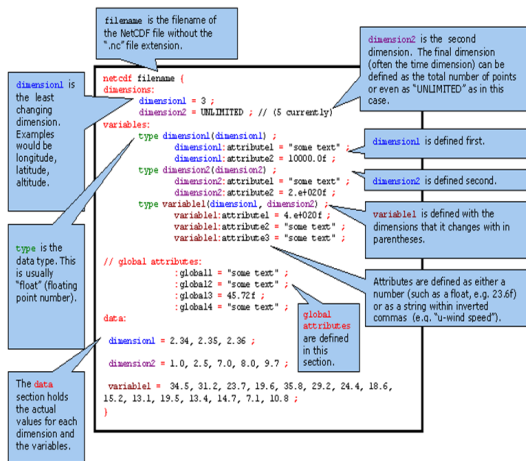 filename is the filename of
the NetCDF file without the
".nc" file extension.
dimension2 is the second
dimension. The final dimension
(often the time dimension) can be
defined as the total number of points
or even as "UNLIMITED" as in this
case.
dimension1 is
the least
changing
dimension.
Examples
would be
longitude,
latitude,
altitude.
netcdf filename {
dimensions:
dimension1 = 3 ;
dimension2 = UNLIMITED ; // (5 currently)
variables:
type dimension1(dimension1) ;
dimension1:attribute1 = "some text" ;
dimension1:attribute2 = 10000.0f ;
type dimension2(dimension2) ;
dimension2:attribute1 = "some text" ;
dimension2:attribute2 = 2.e+020f ;
type variable1(dimension1, dimension2) ;
variable1:attribute1 = 4.e+020f ;
variable1:attribute2 = "some text" ;
variable1:attribute3 = "some text" ;
// global attributes:
:global1 = "some text" ;
:global2 = "some text" ;
:global3 = 45.72f ;
:global4 = "some text" ;
data:
dimension1 = 2.34, 2.35, 2.36 ;
dimension2 = 1.0, 2.5, 7.0, 8.0, 9.7 ;
variable1 = 34.5, 31.2, 23.7, 19.6, 35.8, 29.2, 24.4, 18.6,
15.2, 13.1, 19.5, 13.4, 14.7, 7.1, 10.8 ;
}
dimension1 is defined first.
dimension2 is defined second.
variable1 is defined with the
dimensions that it changes with in
parentheses.
Attributes are defined as either a
number (such as a float, e.g. 23.6f)
or as a string within inverted
commas (e.g. "u-wind speed").
type is the
data type. This
is usually
"float" (floating
point number).
global
attributes
are defined
in this
section.
The data
section holds
the actual
values for each
dimension and
the variables.